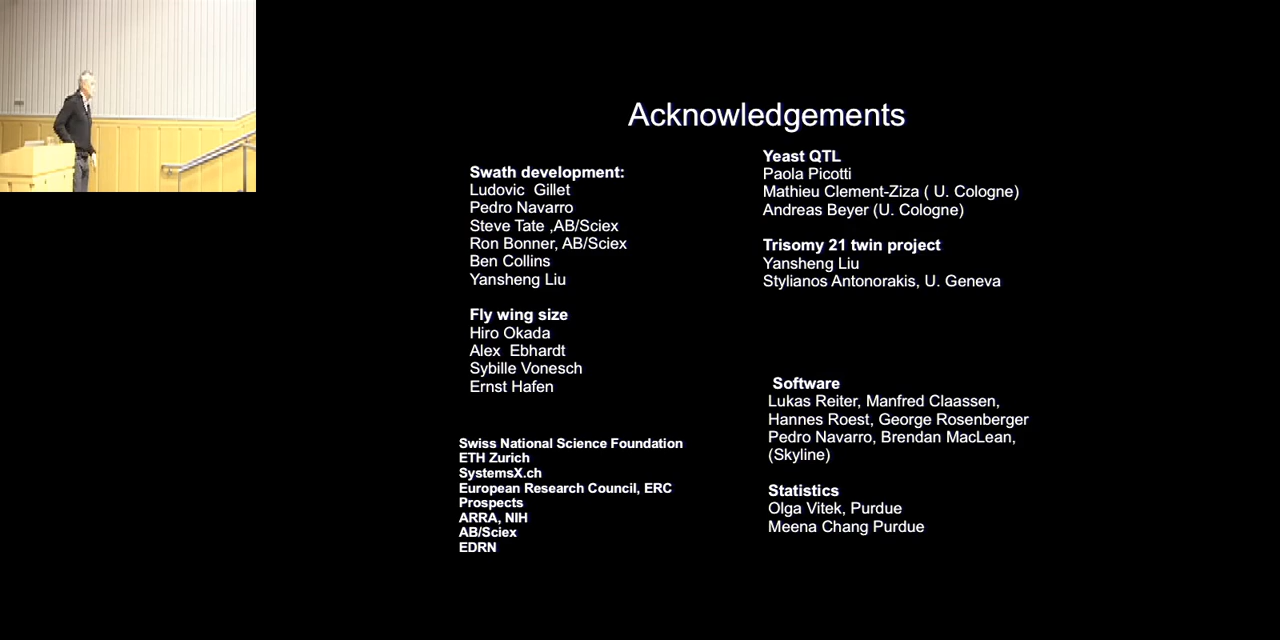 Acknowledgements
Swath development:
Ludovic Gillet
Pedro Navarro
Steve Tate ,AB/Sciex
Ron Bonner, AB/Sciex
Ben Collins
Yansheng Liu
Fly wing size
Hiro Okada
Alex Ebhardt
Sybille Vonesch
Ernst Hafen
Swiss National Science Foundation
ETH Zurich
SystemsX.ch
European Research Council, ERC
Prospects
ARRA, NIH
AB/Sciex
EDRN
Yeast QTL
Paola Picotti
Mathieu Clement-Ziza ( U. Cologne)
Andreas Beyer (U. Cologne)
Trisomy 21 twin project
Yansheng Liu
Stylianos Antonorakis, U. Geneva
Software
Lukas Reiter, Manfred Claassen,
Hannes Roest, George Rosenberger
Pedro Navarro, Brendan MacLean,
(Skyline)
Statistics
Olga Vitek, Purdue
Meena Chang Purdue